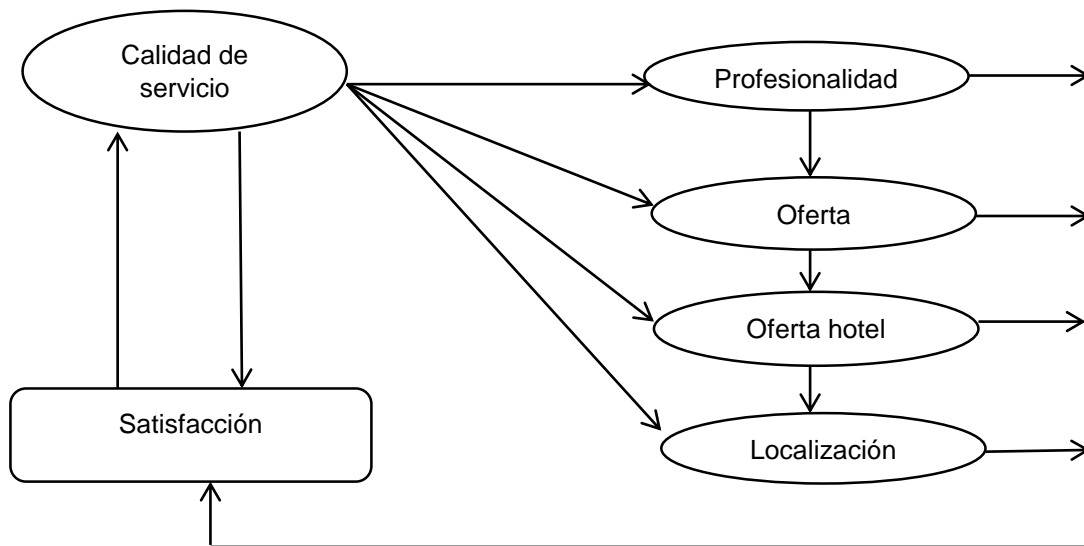 Calidad de
servicio
Profesionalidad
Oferta
Oferta hotel
Satisfacción
Localización